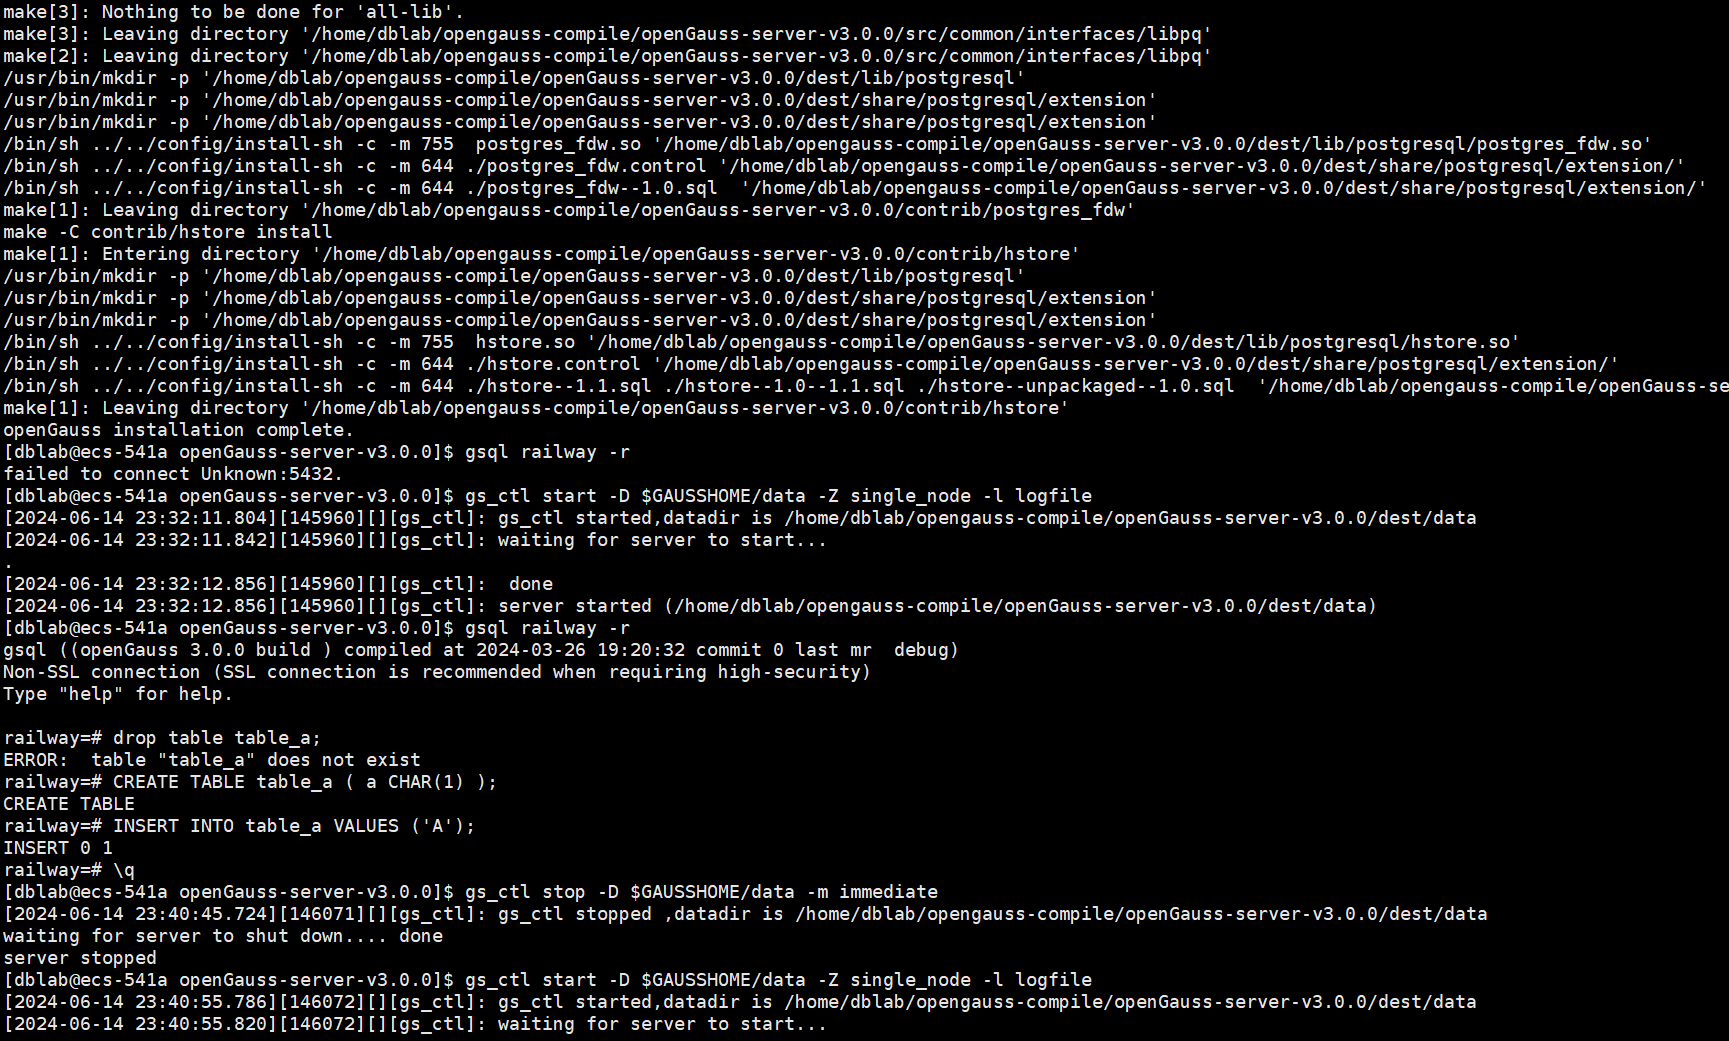 make[3]: Nothing to be done for 'all-lib'.
make[3]: Leaving directory '/home/dblab/opengauss-compile/openGauss-server-v3.0.0/src/common/interfaces/libpq'
make[2]: Leaving directory '/home/dblab/opengauss-compile/openGauss-server-v3.0.0/src/common/interfaces/libpq'
/usr/bin/mkdir -p '/home/dblab/opengauss-compile/openGauss-server-v3.0.0/dest/lib/postgresql'
/usr/bin/mkdir -p '/home/dblab/opengauss-compile/openGauss-server-v3.0.0/dest/share/postgresql/extension'
/usr/bin/mkdir -p '/home/dblab/opengauss-compile/openGauss-server-v3.0.0/dest/share/postgresql/extension'
/bin/sh ../../config/install-sh -c -m 755  postgres_fdw.so '/home/dblab/opengauss-compile/openGauss-server-v3.0.0/dest/lib/postgresql/postgres_fdw.so'
/bin/sh ../../config/install-sh -c -m 644 ./postgres_fdw.control '/home/dblab/opengauss-compile/openGauss-server-v3.0.0/dest/share/postgresql/extension/'
/bin/sh ../../config/install-sh -c -m 644 ./postgres_fdw--1.0.sql  '/home/dblab/opengauss-compile/openGauss-server-v3.0.0/dest/share/postgresql/extension/'
make[1]: Leaving directory '/home/dblab/opengauss-compile/openGauss-server-v3.0.0/contrib/postgres_fdw'
make -C contrib/hstore install
make[1]: Entering directory '/home/dblab/opengauss-compile/openGauss-server-v3.0.0/contrib/hstore'
/usr/bin/mkdir -p '/home/dblab/opengauss-compile/openGauss-server-v3.0.0/dest/lib/postgresql'
/usr/bin/mkdir -p '/home/dblab/opengauss-compile/openGauss-server-v3.0.0/dest/share/postgresql/extension'
/usr/bin/mkdir -p '/home/dblab/opengauss-compile/openGauss-server-v3.0.0/dest/share/postgresql/extension'
/bin/sh ../../config/install-sh -c -m 755  hstore.so '/home/dblab/opengauss-compile/openGauss-server-v3.0.0/dest/lib/postgresql/hstore.so'
/bin/sh ../../config/install-sh -c -m 644 ./hstore.control '/home/dblab/opengauss-compile/openGauss-server-v3.0.0/dest/share/postgresql/extension/'
/bin/sh ../../config/install-sh -c -m 644 ./hstore--1.1.sql ./hstore--1.0--1.1.sql ./hstore--unpackaged--1.0.sql  '/home/dblab/opengauss-compile/openGauss-se
make[1]: Leaving directory '/home/dblab/opengauss-compile/openGauss-server-v3.0.0/contrib/hstore'
openGauss installation complete.
[dblab@ecs-541a openGauss-server-v3.0.0]$ gsql railway -r
failed to connect Unknown:5432.
[dblab@ecs-541a openGauss-server-v3.0.0]$ gs_ctl start -D $GAUSSHOME/data -Z single_node -l logfile
[2024-06-14 23:32:11.804][145960][][gs_ctl]: gs_ctl started,datadir is /home/dblab/opengauss-compile/openGauss-server-v3.0.0/dest/data
[2024-06-14 23:32:11.842][145960][][gs_ctl]: waiting for server to start...
.
[2024-06-14 23:32:12.856][145960][][gs_ctl]:  done
[2024-06-14 23:32:12.856][145960][][gs_ctl]: server started (/home/dblab/opengauss-compile/openGauss-server-v3.0.0/dest/data)
[dblab@ecs-541a openGauss-server-v3.0.0]$ gsql railway -r
gsql ((openGauss 3.0.0 build ) compiled at 2024-03-26 19:20:32 commit 0 last mr  debug)
Non-SSL connection (SSL connection is recommended when requiring high-security)
Type "help" for help.
railway=# drop table table_a;
ERROR:  table "table_a" does not exist
railway=# CREATE TABLE table_a ( a CHAR(1) );
CREATE TABLE
railway=# INSERT INTO table_a VALUES ('A');
INSERT 0 1
railway=# \q
[dblab@ecs-541a openGauss-server-v3.0.0]$ gs_ctl stop -D $GAUSSHOME/data -m immediate
[2024-06-14 23:40:45.724][146071][][gs_ctl]: gs_ctl stopped ,datadir is /home/dblab/opengauss-compile/openGauss-server-v3.0.0/dest/data
waiting for server to shut down.... done
server stopped
[dblab@ecs-541a openGauss-server-v3.0.0]$ gs_ctl start -D $GAUSSHOME/data -Z single_node -l logfile
[2024-06-14 23:40:55.786][146072][][gs_ctl]: gs_ctl started,datadir is /home/dblab/opengauss-compile/openGauss-server-v3.0.0/dest/data
[2024-06-14 23:40:55.820][146072][][gs_ctl]: waiting for server to start...